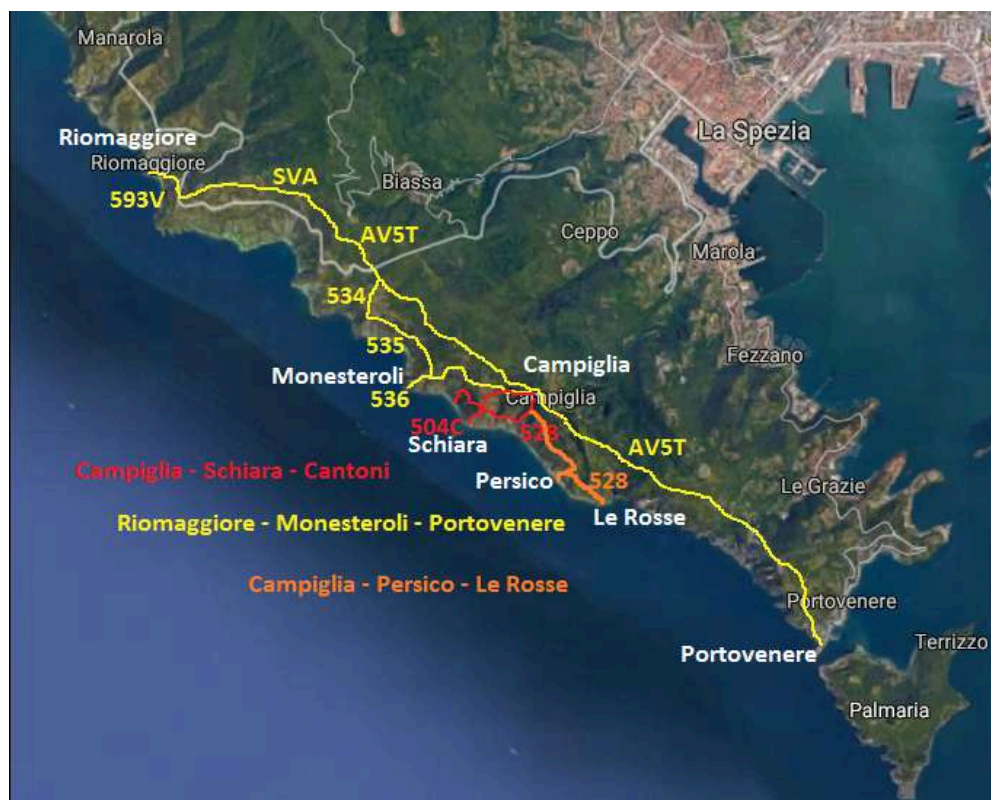 Manarola
Riomaggiore
Riomaggiore
La Spezia
593V
SVA
Biassa
AV5T
Ceppo
Marola
534
535
Monesteroli
536
Campiglia
Campiglia
Fezzano
504C
Schiara
AV5T
Campiglia - Schiara - Cantoni
Persico
528
Le Grazie
Le Rosse
Riomaggiore - Monesteroli - Portovenere
Campiglia - Persico - Le Rosse
Portovenere
Portovenere
Terrizzo
Palmaria